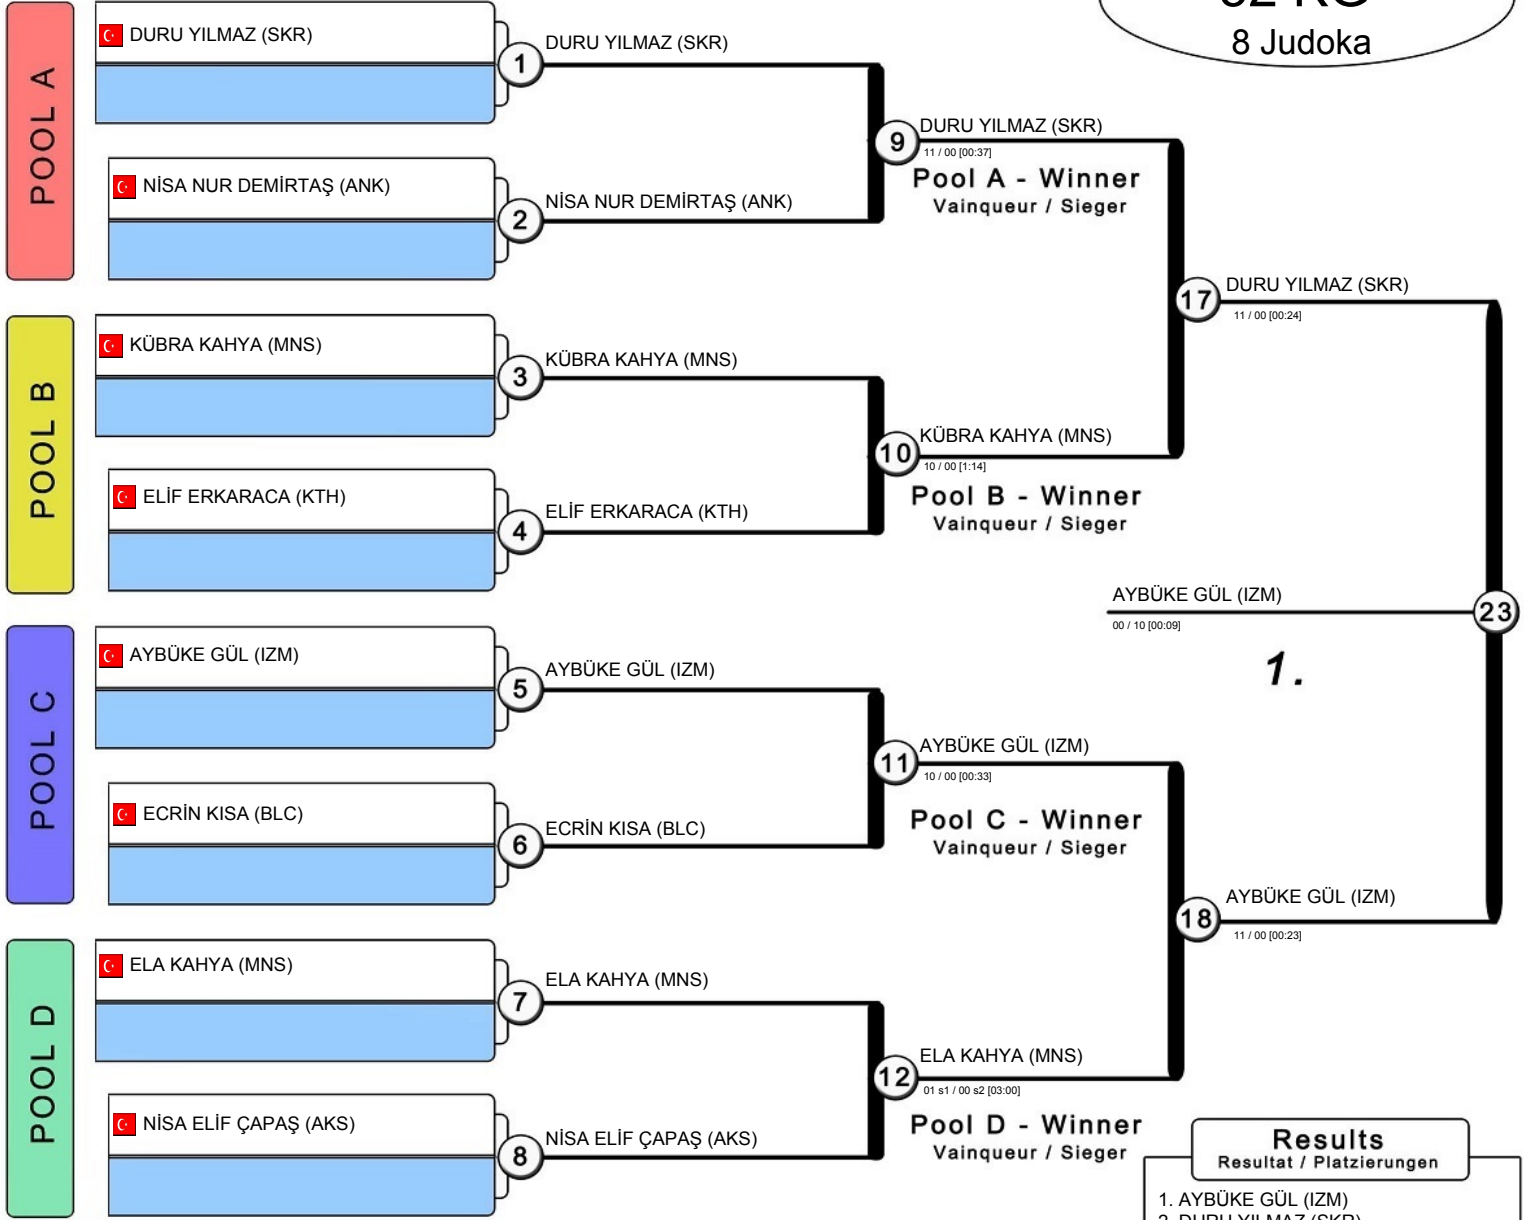 52 KG
8 Judoka
POOL A
DURU YILMAZ (SKR)
1
DURU YILMAZ (SKR)
NİSA NUR DEMİRTAŞ (ANK)
2
NİSA NUR DEMİRTAŞ (ANK)
9
DURU YILMAZ (SKR)
11 / 00 [00:37]
Pool A - Winner
Vainqueur / Sieger
POOL B
KÜBRA KAHYA (MNS)
3
KÜBRA KAHYA (MNS)
ELİF ERKARACA (KTH)
4
ELİF ERKARACA (KTH)
10
KÜBRA KAHYA (MNS)
10 / 00 [1:14]
Pool B - Winner
Vainqueur / Sieger
17
DURU YILMAZ (SKR)
11 / 00 [00:24]
AYBÜKE GÜL (IZM)
00 / 10 [00:09]
23
1.
POOL C
AYBÜKE GÜL (IZM)
5
AYBÜKE GÜL (IZM)
ECRİN KISA (BLC)
6
ECRİN KISA (BLC)
11
AYBÜKE GÜL (IZM)
10 / 00 [00:33]
Pool C - Winner
Vainqueur / Sieger
18
AYBÜKE GÜL (IZM)
11 / 00 [00:23]
POOL D
ELA KAHYA (MNS)
7
ELA KAHYA (MNS)
NİSA ELİF ÇAPAŞ (AKS)
8
NİSA ELİF ÇAPAŞ (AKS)
12
ELA KAHYA (MNS)
01 s1 / 00 s2 [03:00]
Pool D - Winner
Vainqueur / Sieger
Results
Resultat / Platzierungen
1. AYBÜKE GÜL (IZM)
2. DURU YILMAZ (SKR)